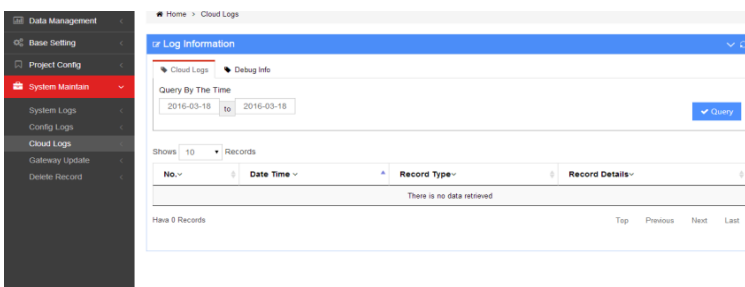 Data Management
Base Setting
Project Config
System Maintain
System Logs
Config Logs
Cloud Logs
Gateway Update
Delete Record
Home > Cloud Logs
Log Information
Cloud Logs Debug Info
Query By The Time
2016-03-18 to 2016-03-18
Query
Shows 10 Records
No. Date Time Record Type Record Details
There is no data retrieved
Hava 0 Records
Top Previous Next Last